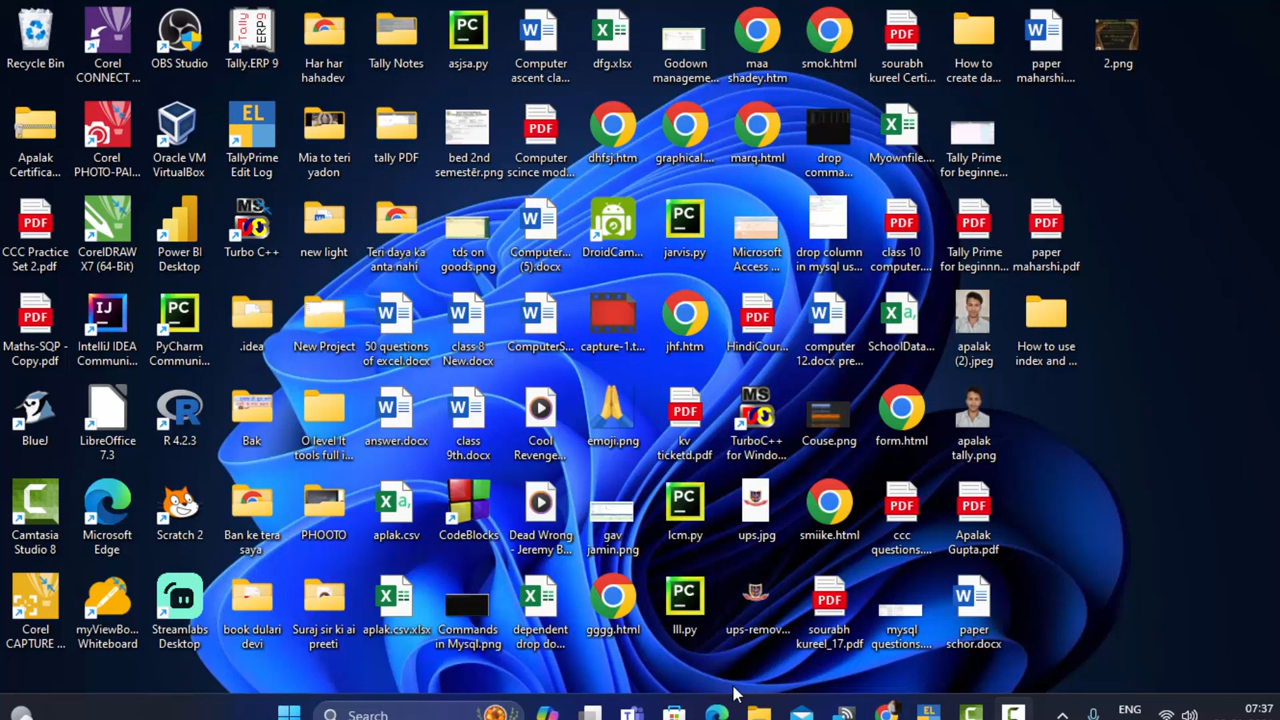 Recycle Bin
Corel
CONNECT ...
OBS Studio
Tally.ERP 9
Har har
hahadev
Tally Notes
asjsa.py
Computer
ascent cla...
dfg.xlsx
Godown
manageme...
maa
shadey.htm
smok.html
sourabh
kureel Certi...
How to
create da...
paper
maharshi....
2.png
Apalak
Certifica...
Corel
PHOTO-PAI...
Oracle VM
VirtualBox
TallyPrime
Edit Log
Mia to teri
yadon
tally PDF
bed 2nd
semestěr.png
Computer
scince mod...
dhfsj.htm
graphical....
marq.html
drop
comma...
Myownfile....
Tally Prime
for beginne...
CCC Practice
Set 2.pdf
CorelDRAW
X7 (64-Bit)
Power BI
Desktop
Turbo C++
new light
Teri daya ka
anta nahi
tds on
goods.png
Computer...
(5).docx
DroidCam...
jarvis.py
Microsoft
Access ...
drop column
in mysql us...
class 10
computer....
Tally Prime
for beginnn...
paper
maharshi.pdf
Maths-SQP -
Copy.pdf
IntelliJ IDEA
Communi...
PyCharm
Communi...
.idea
New Project
50 questions
of excel.docx
class 8
New.docx
ComputerS...
capture-1.t...
jhf.htm
HindiCour...
computer
12.docx pre...
SchoolData...
apalak
(2).jpeg
How to use
index and ...
BlueJ
LibreOffice
7.3
R 4.2.3
Bak
O level It
tools full i...
answer.docx
class
9th.docx
Cool
Revenge...
emoji.png
kv
ticketd.pdf
TurboC++
for Windo...
Couse.png
form.html
apalak
tally.png
Camtasia
Studio 8
Microsoft
Edge
Scratch 2
Ban ke tera
saya
PHOOTO
aplak.csv
CodeBlocks
Dead Wrong
- Jeremy B...
gav
jamin.png
lcm.py
ups.jpg
smiike.html
ccc
questions....
Apalak
Gupta.pdf
Corel
CAPTURE ...
myViewBo...
Whiteboard
Streamlabs
Desktop
book dulari
devi
Suraj sir ki ai
preeti
aplak.csv.xlsx
Commands
in Mysql.png
dependent
drop do...
gggg.html
lll.py
ups-remov...
sourabh
kureel_17.pdf
mysql
questions....
paper
schor.docx
Search
ENG
07:37